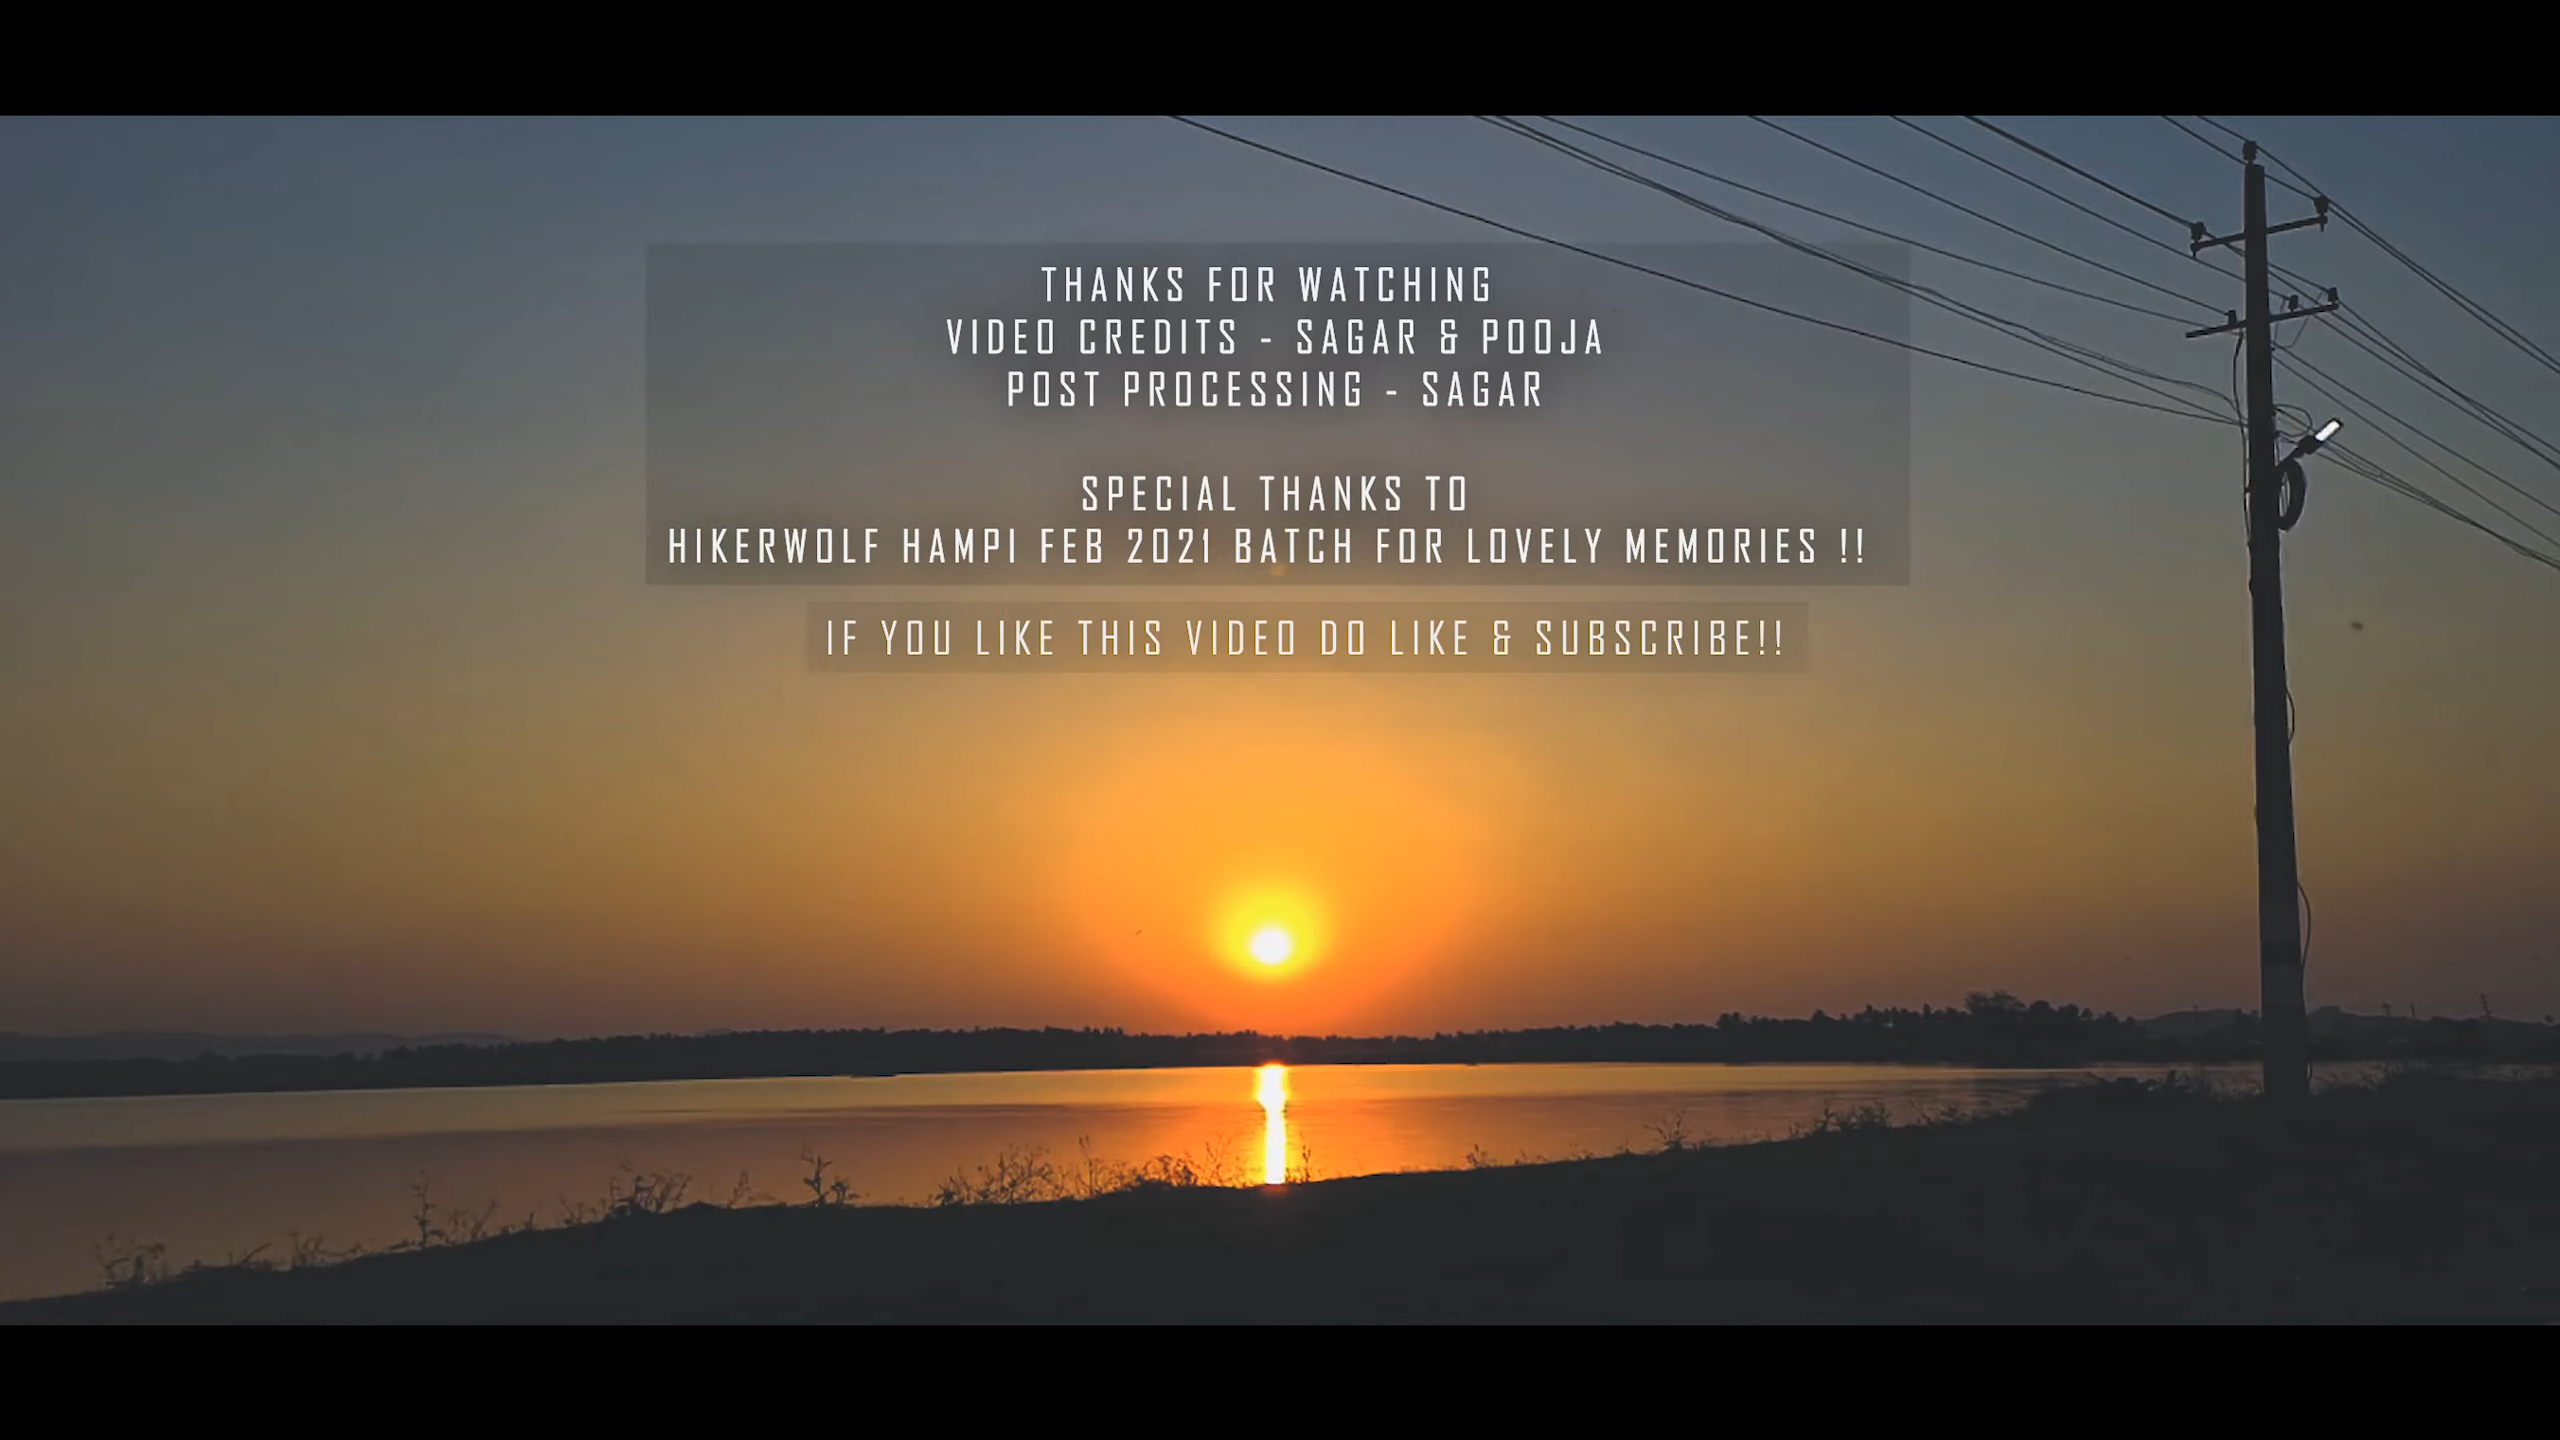 THANKS FOR WATCHING
VIDEO CREDITS - SAGAR & POOJA
POST PROCESSING - SAGAR
SPECIAL THANKS TO
HIKERWOLF HAMPI FEB 2021 BATCH FOR LOVELY MEMORIES !!
IF YOU LIKE THIS VIDEO DO LIKE & SUBSCRIBE!!